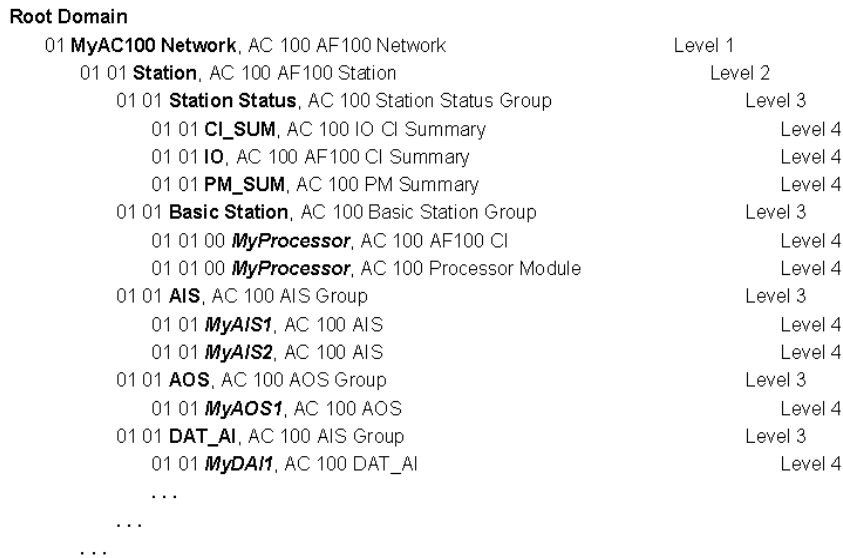 Root Domain
01 MyAC100 Network, AC 100 AF100 Network Level 1
01 01 Station, AC 100 AF100 Station Level 2
01 01 Station Status, AC 100 Station Status Group Level 3
01 01 CI_SUM, AC 100 IO CI Summary Level 4
01 01 IO, AC 100 AF100 CI Summary Level 4
01 01 PM_SUM, AC 100 PM Summary Level 4
01 01 Basic Station, AC 100 Basic Station Group Level 3
01 01 00 MyProcessor, AC 100 AF100 CI Level 4
01 01 00 MyProcessor, AC 100 Processor Module Level 4
01 01 AIS, AC 100 AIS Group Level 3
01 01 MyAIS1, AC 100 AIS Level 4
01 01 MyAIS2, AC 100 AIS Level 4
01 01 AOS, AC 100 AOS Group Level 3
01 01 MyAOS1, AC 100 AOS Level 4
01 01 DAT_AI, AC 100 AIS Group Level 3
01 01 MyDAI1, AC 100 DAT_AI Level 4
. . .
. . .
. . .